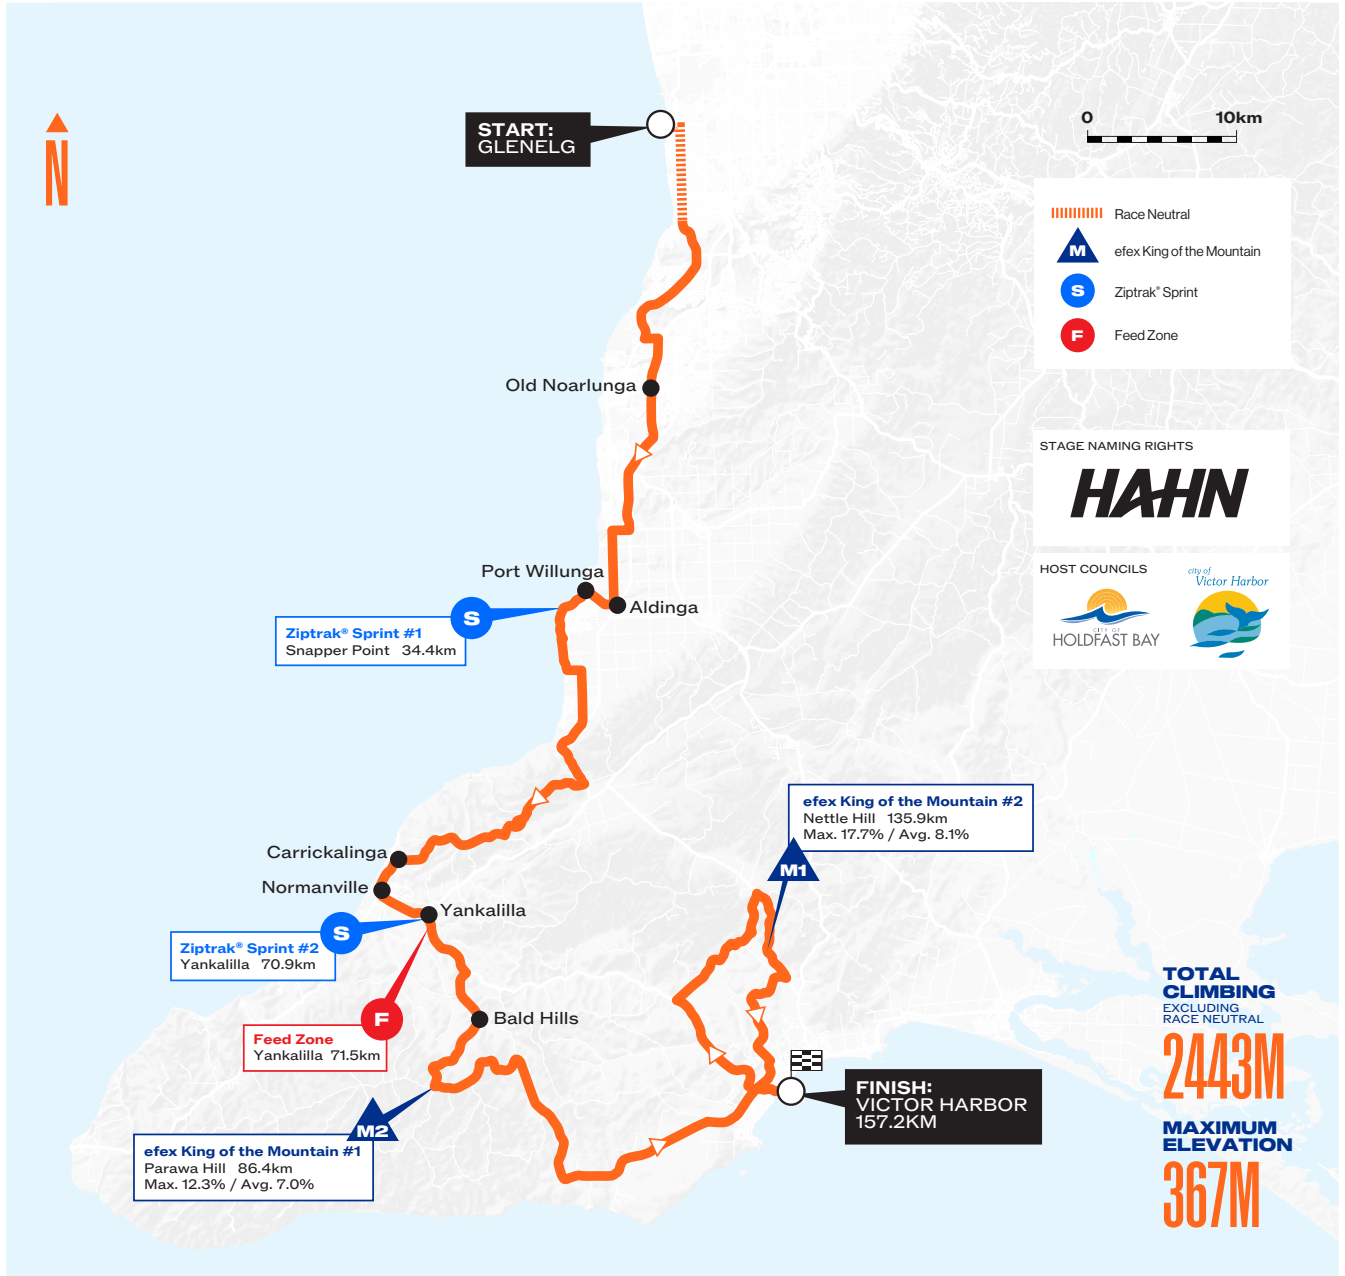 N
START:
GLENELG
0 10km
Race Neutral
M
efex King of the Mountain
S
Ziptrak® Sprint
F
Feed Zone
Old Noarlunga
STAGE NAMING RIGHTS
HAHN
HOST COUNCILS
CITY OF
HOLDFAST BAY
city of
Victor Harbor
Port Willunga
Aldinga
S
Ziptrak® Sprint #1
Snapper Point 34.4km
efex King of the Mountain #2
Nettle Hill 135.9km
Max. 17.7% / Avg. 8.1%
M1
Carrickalinga
Normanville
Yankalilla
S
Ziptrak® Sprint #2
Yankalilla 70.9km
F
Feed Zone
Yankalilla 71.5km
Bald Hills
M2
efex King of the Mountain #1
Parawa Hill 86.4km
Max. 12.3% / Avg. 7.0%
FINISH:
VICTOR HARBOR
157.2KM
TOTAL
CLIMBING
EXCLUDING
RACE NEUTRAL
2443M
MAXIMUM
ELEVATION
367M